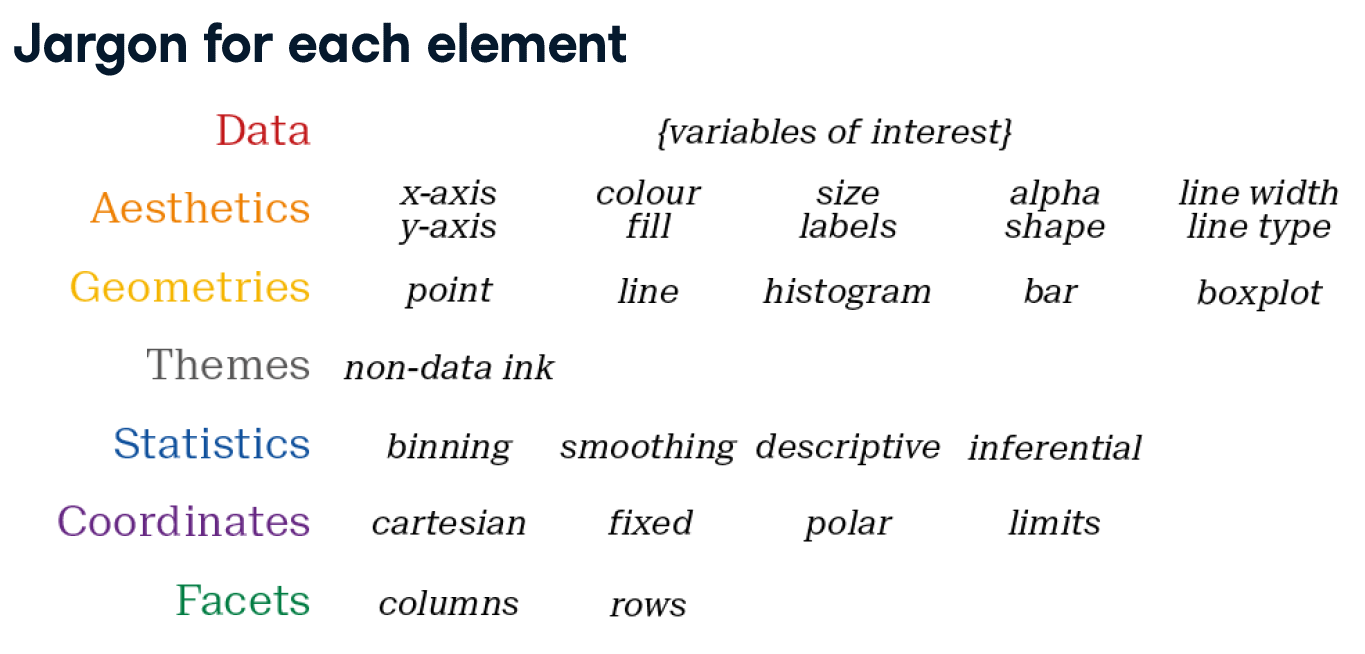 Jargon for each element
Data {variables of interest}
Aesthetics x-axis colour size alpha line width
y-axis fill labels shape line type
Geometries point line histogram bar boxplot
Themes non-data ink
Statistics binning smoothing descriptive inferential
Coordinates cartesian fixed polar limits
Facets columns rows